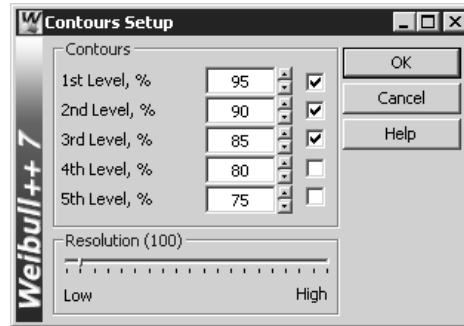 Contours Setup
Contours
1st Level, % 95
2nd Level, % 90
3rd Level, % 85
4th Level, % 80
5th Level, % 75
Resolution (100)
Low High
OK
Cancel
Help
Weibull++ 7